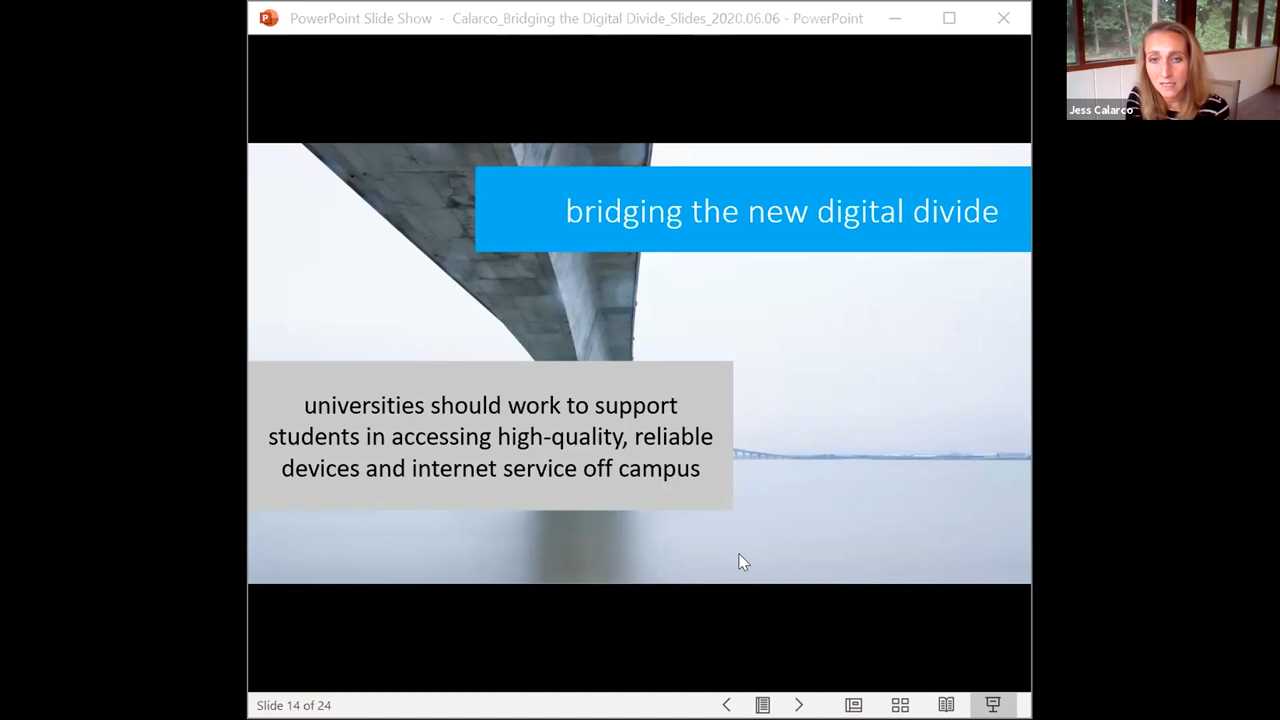 PowerPoint Slide Show - Calarco_Bridging the Digital Divide_Slides_2020.06.06 - PowerPoint
Jess Calarco
bridging the new digital divide
universities should work to support
students in accessing high-quality, reliable
devices and internet service off campus
Slide 14 of 24